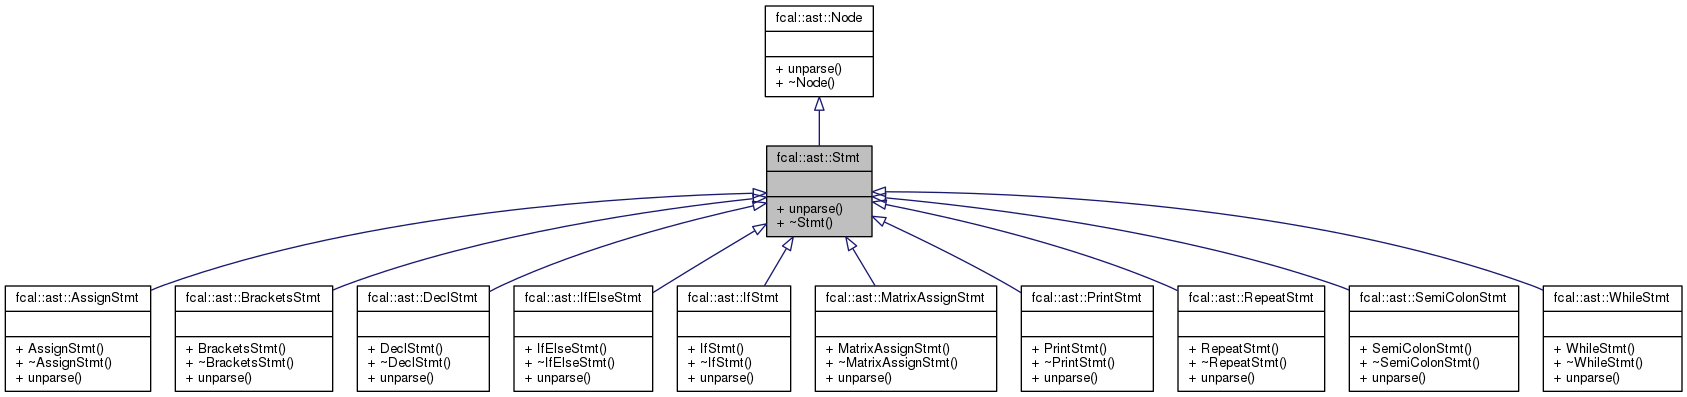 fcal::ast::Node
+ unparse()
+ ~Node()
fcal::ast::Stmt
+ unparse()
+ ~Stmt()
fcal::ast::AssignStmt
+ AssignStmt()
+ ~AssignStmt()
+ unparse()
fcal::ast::BracketsStmt
+ BracketsStmt()
+ ~BracketsStmt()
+ unparse()
fcal::ast::DeclStmt
+ DeclStmt()
+ ~DeclStmt()
+ unparse()
fcal::ast::IfElseStmt
+ IfElseStmt()
+ ~IfElseStmt()
+ unparse()
fcal::ast::IfStmt
+ IfStmt()
+ ~IfStmt()
+ unparse()
fcal::ast::MatrixAssignStmt
+ MatrixAssignStmt()
+ ~MatrixAssignStmt()
+ unparse()
fcal::ast::PrintStmt
+ PrintStmt()
+ ~PrintStmt()
+ unparse()
fcal::ast::RepeatStmt
+ RepeatStmt()
+ ~RepeatStmt()
+ unparse()
fcal::ast::SemiColonStmt
+ SemiColonStmt()
+ ~SemiColonStmt()
+ unparse()
fcal::ast::WhileStmt
+ WhileStmt()
+ ~WhileStmt()
+ unparse()